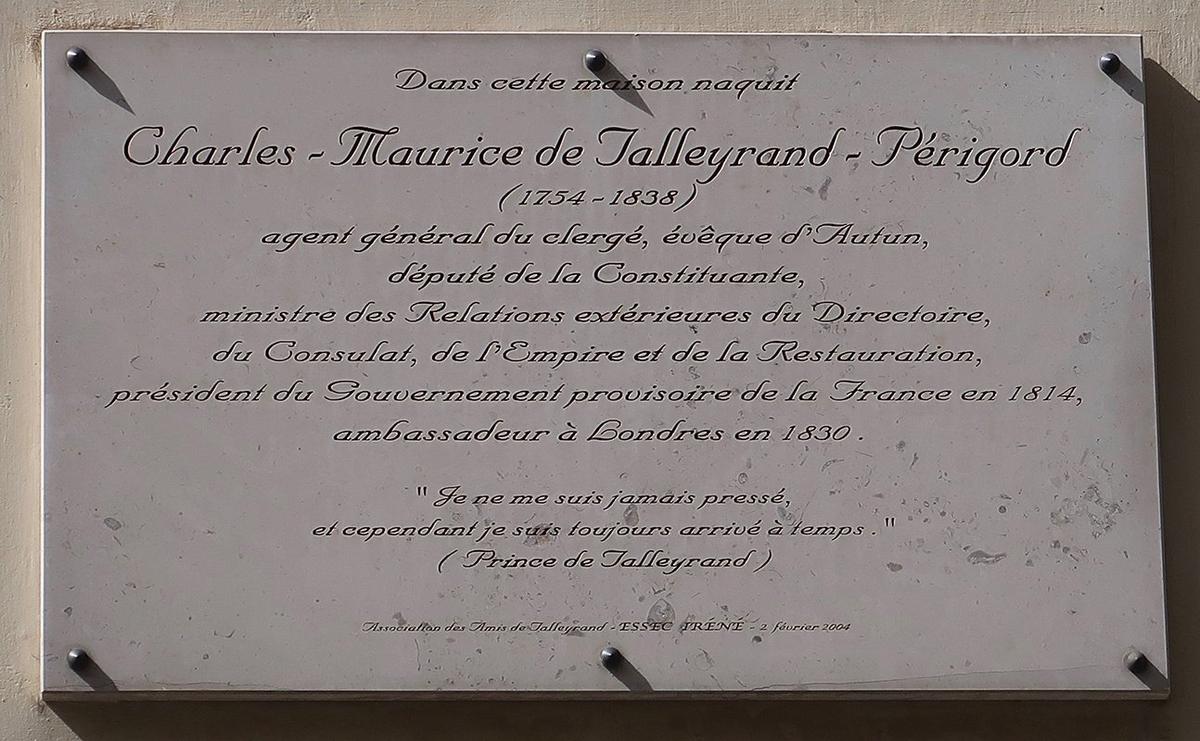 Dans cette maison naquit
Charles - Maurice de Talleyrand - Périgord
(1754 - 1838)
agent général du clergé, évêque d'Autun,
député de la Constituante,
ministre des Relations extérieures du Directoire,
du Consulat, de l'Empire et de la Restauration,
président du Gouvernement provisoire de la France en 1814,
ambassadeur à Londres en 1830 .
" Je ne me suis jamais pressé,
et cependant je suis toujours arrivé à temps . "
( Prince de Talleyrand )
Association des Amis de Talleyrand - ESSEC IRÉNÉ - 2 février 2004